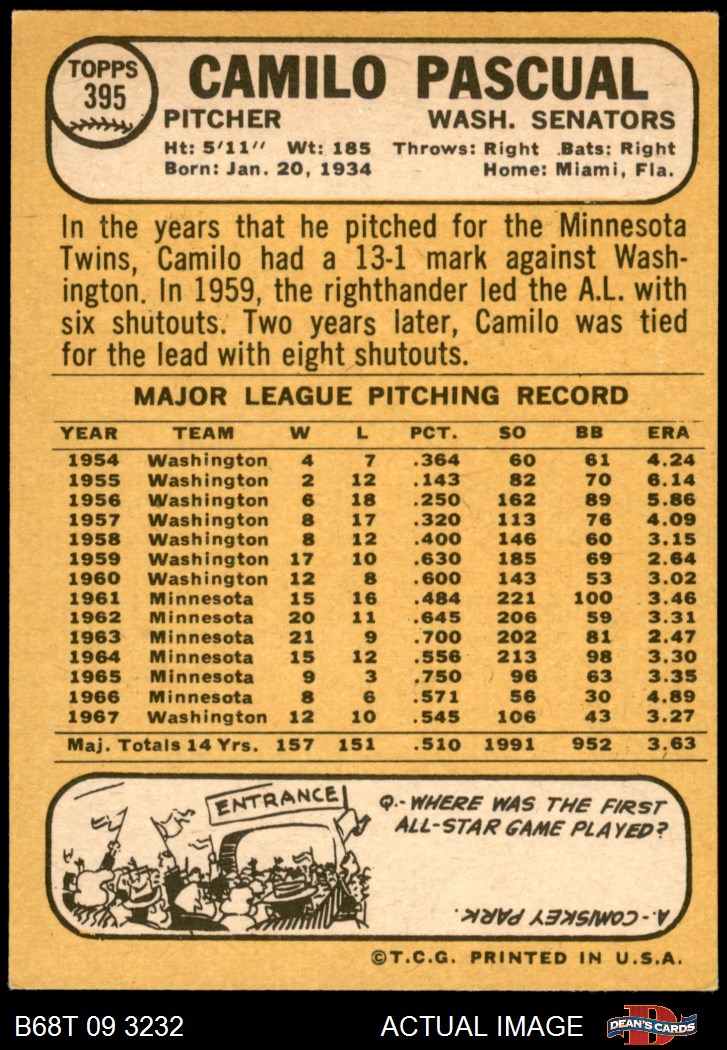 TOPPS
395
CAMILO PASCUAL
PITCHER WASH. SENATORS
Ht: 5'11" Wt: 185 Throws: Right Bats: Right
Born: Jan. 20, 1934 Home: Miami, Fla.
In the years that he pitched for the Minnesota
Twins, Camilo had a 13-1 mark against Wash-
ington. In 1959, the righthander led the A.L. with
six shutouts. Two years later, Camilo was tied
for the lead with eight shutouts.
MAJOR LEAGUE PITCHING RECORD
YEAR TEAM W L PCT. SO BB ERA
1954 Washington 4 7 .364 60 61 4.24
1955 Washington 2 12 .143 82 70 6.14
1956 Washington 6 18 .250 162 89 5.86
1957 Washington 8 17 .320 113 76 4.09
1958 Washington 8 12 .400 146 60 3.15
1959 Washington 17 10 .630 185 69 2.64
1960 Washington 12 8 .600 143 53 3.02
1961 Minnesota 15 16 .484 221 100 3.46
1962 Minnesota 20 11 .645 206 59 3.31
1963 Minnesota 21 9 .700 202 81 2.47
1964 Minnesota 15 12 .556 213 98 3.30
1965 Minnesota 9 3 .750 96 63 3.35
1966 Minnesota 8 6 .571 56 30 4.89
1967 Washington 12 10 .545 106 43 3.27
Maj. Totals 14 Yrs. 157 151 .510 1991 952 3.63
ENTRANCE
Q.-WHERE WAS THE FIRST
ALL-STAR GAME PLAYED?
A.-COMISKEY PARK.
©T.C.G. PRINTED IN U.S.A.
B68T 09 3232 ACTUAL IMAGE D DEAN'S CARDS